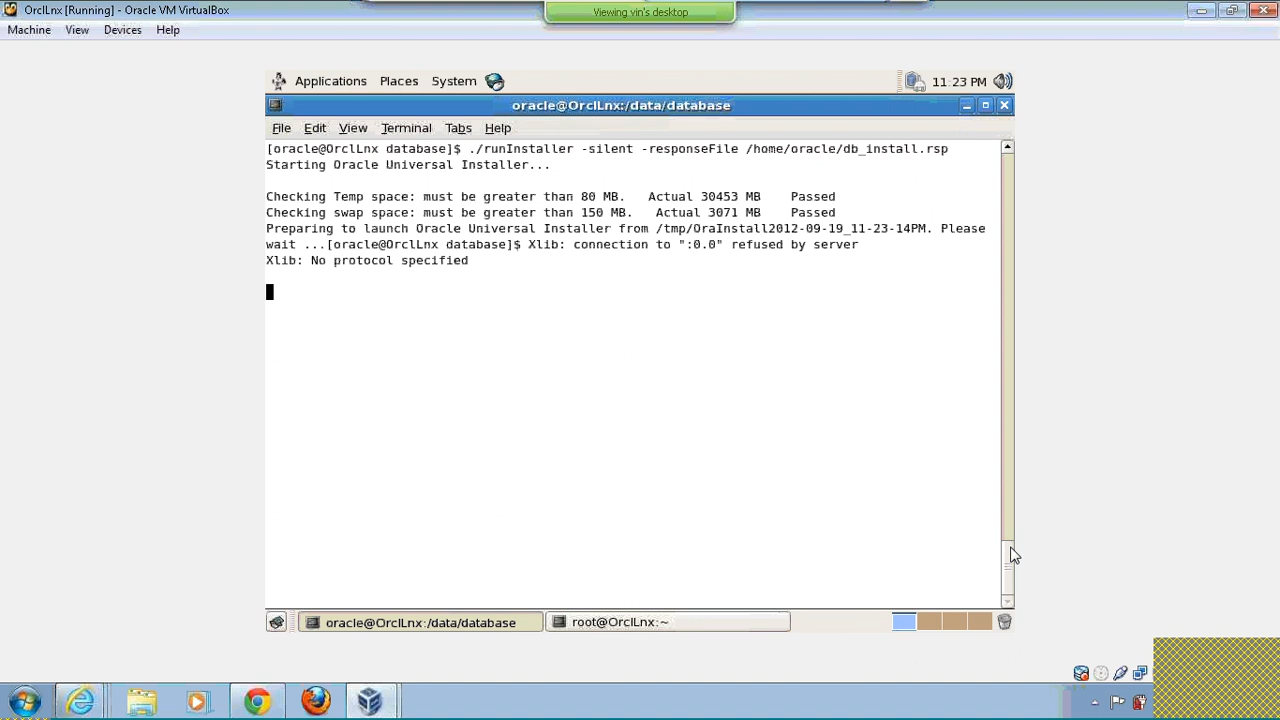 OrclLnx [Running] - Oracle VM VirtualBox
Viewing vin's desktop
Machine View Devices Help
Applications Places System 11:23 PM
oracle@OrclLnx:/data/database
File Edit View Terminal Tabs Help
[oracle@OrclLnx database]$ ./runInstaller -silent -responseFile /home/oracle/db_install.rsp
Starting Oracle Universal Installer...
Checking Temp space: must be greater than 80 MB. Actual 30453 MB Passed
Checking swap space: must be greater than 150 MB. Actual 3071 MB Passed
Preparing to launch Oracle Universal Installer from /tmp/OraInstall2012-09-19_11-23-14PM. Please
wait ...[oracle@OrclLnx database]$ Xlib: connection to ":0.0" refused by server
Xlib: No protocol specified
oracle@OrclLnx:/data/database root@OrclLnx:~